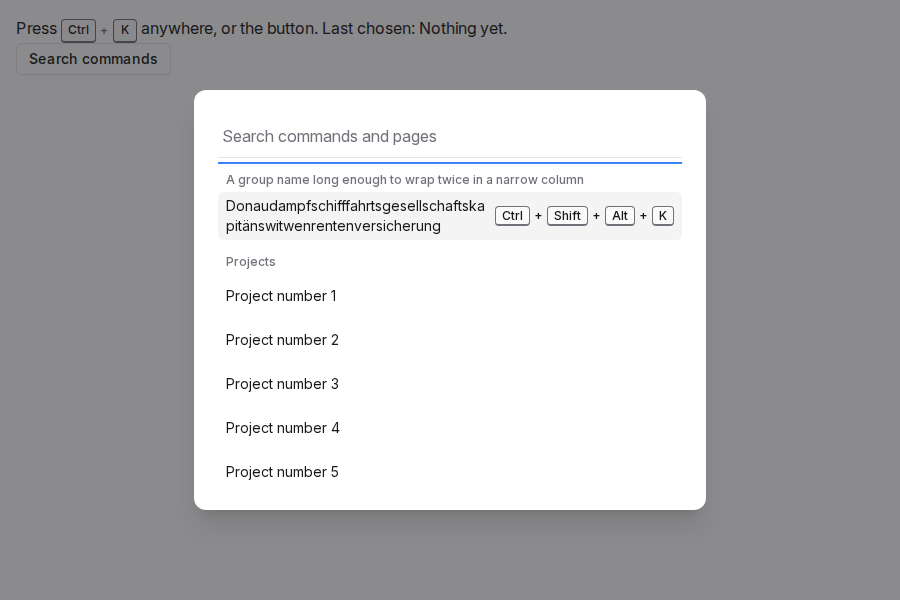 Press Ctrl + K anywhere, or the button. Last chosen: Nothing yet.
Search commands
Search commands and pages
A group name long enough to wrap twice in a narrow column
Donaudampfschifffahrtsgesellschaftska
pitänswitwenrentenversicherung
Ctrl + Shift + Alt + K
Projects
Project number 1
Project number 2
Project number 3
Project number 4
Project number 5